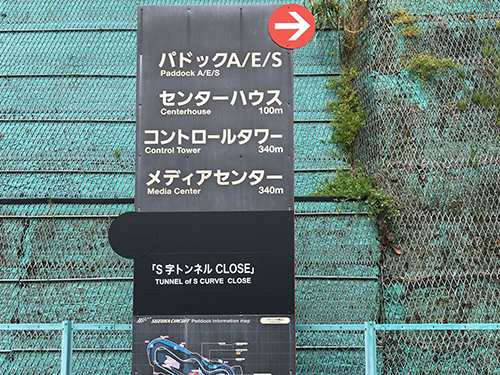 パドックA/E/S
Paddock A/E/S
センターハウス
Centerhouse 100m
コントロールタワー
Control Tower 340m
メディアセンター
Media Center 340m
「S字トンネル CLOSE」
TUNNEL of S CURVE CLOSE
SUZUKA CIRCUIT Paddock information map